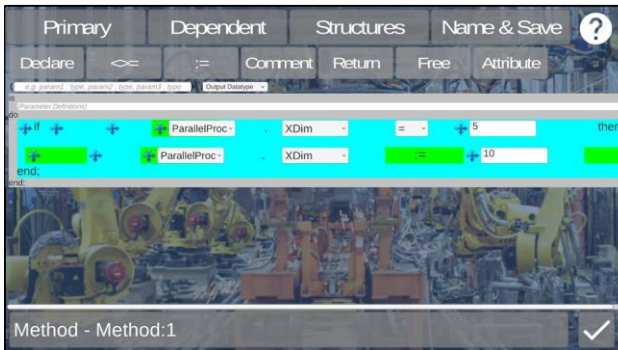 Primary Dependent Structures Name & Save ?
Declare <= := Comment Return Free Attribute
( e.g: param1 : type, param2 : type, param3 : type Output Datatype
is
(Parameter Definitions)
do
if ParallelProc . XDim = 5 then
ParallelProc . XDim := 10
end;
end;
Method - Method:1